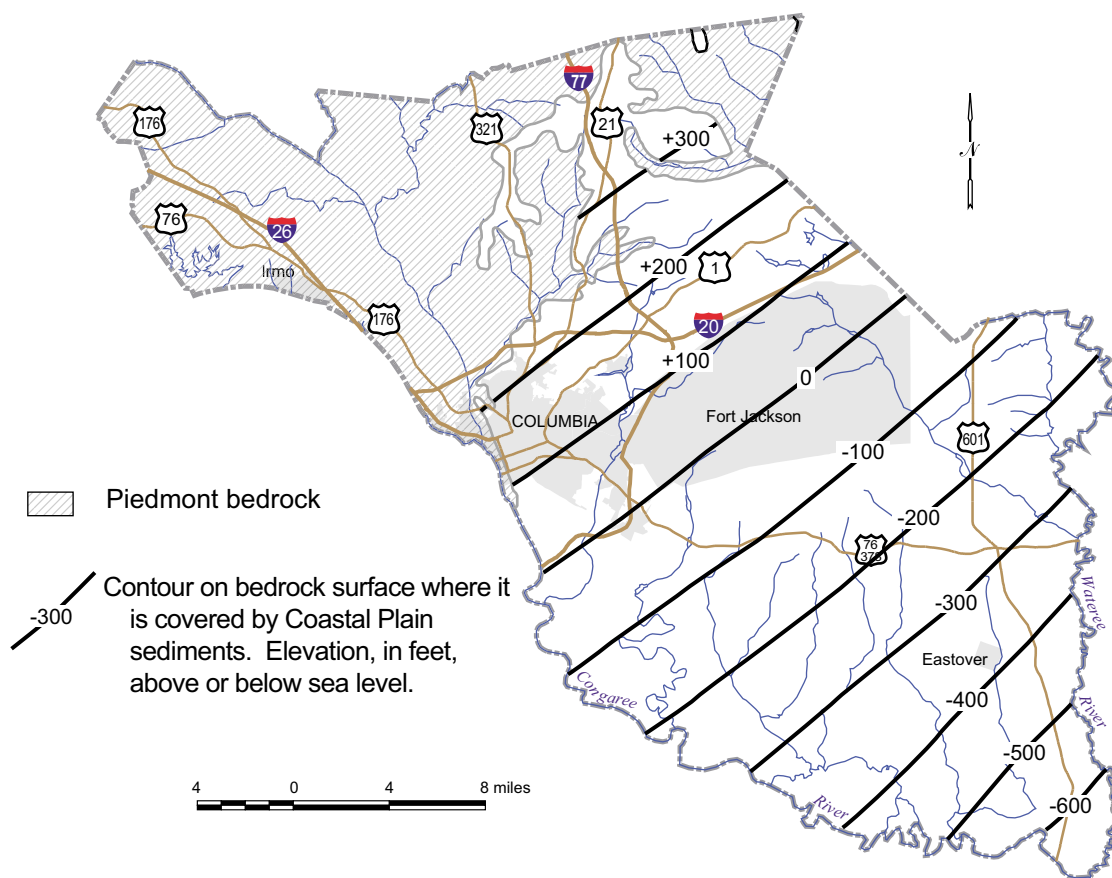 77
176
321
21
+300
N
76
26
Irmo
+200
1
176
20
+100
0
COLUMBIA
Fort Jackson
-100
601
Piedmont bedrock
-200
76
378
-300
Contour on bedrock surface where it
is covered by Coastal Plain
sediments. Elevation, in feet,
above or below sea level.
-300
Wateree
River
Eastover
Congaree
River
-400
-500
-600
4 0 4 8 miles